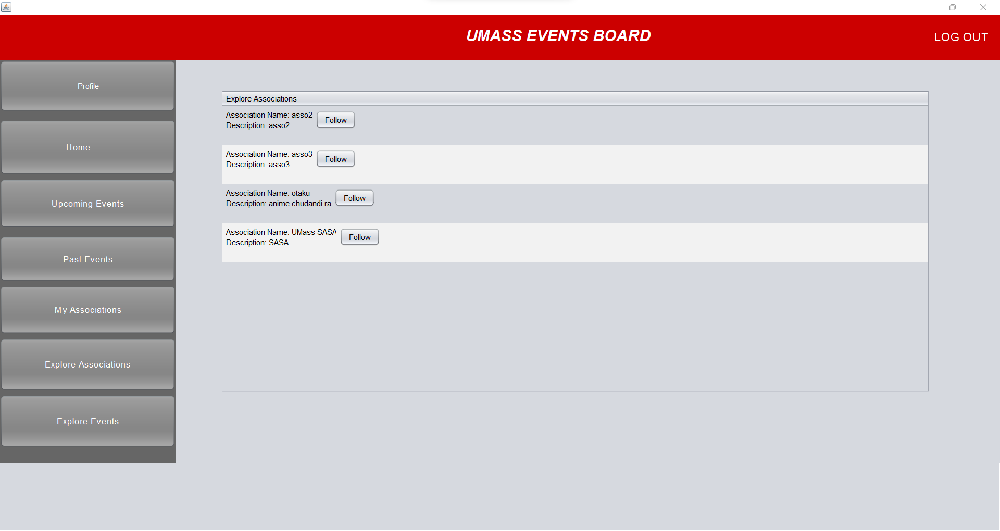 UMASS EVENTS BOARD
LOG OUT
Profile
Home
Upcoming Events
Past Events
My Associations
Explore Associations
Explore Events
Explore Associations
Association Name: asso2
Description: asso2
Follow
Association Name: asso3
Description: asso3
Follow
Association Name: otaku
Description: anime chudandi ra
Follow
Association Name: UMass SASA
Description: SASA
Follow